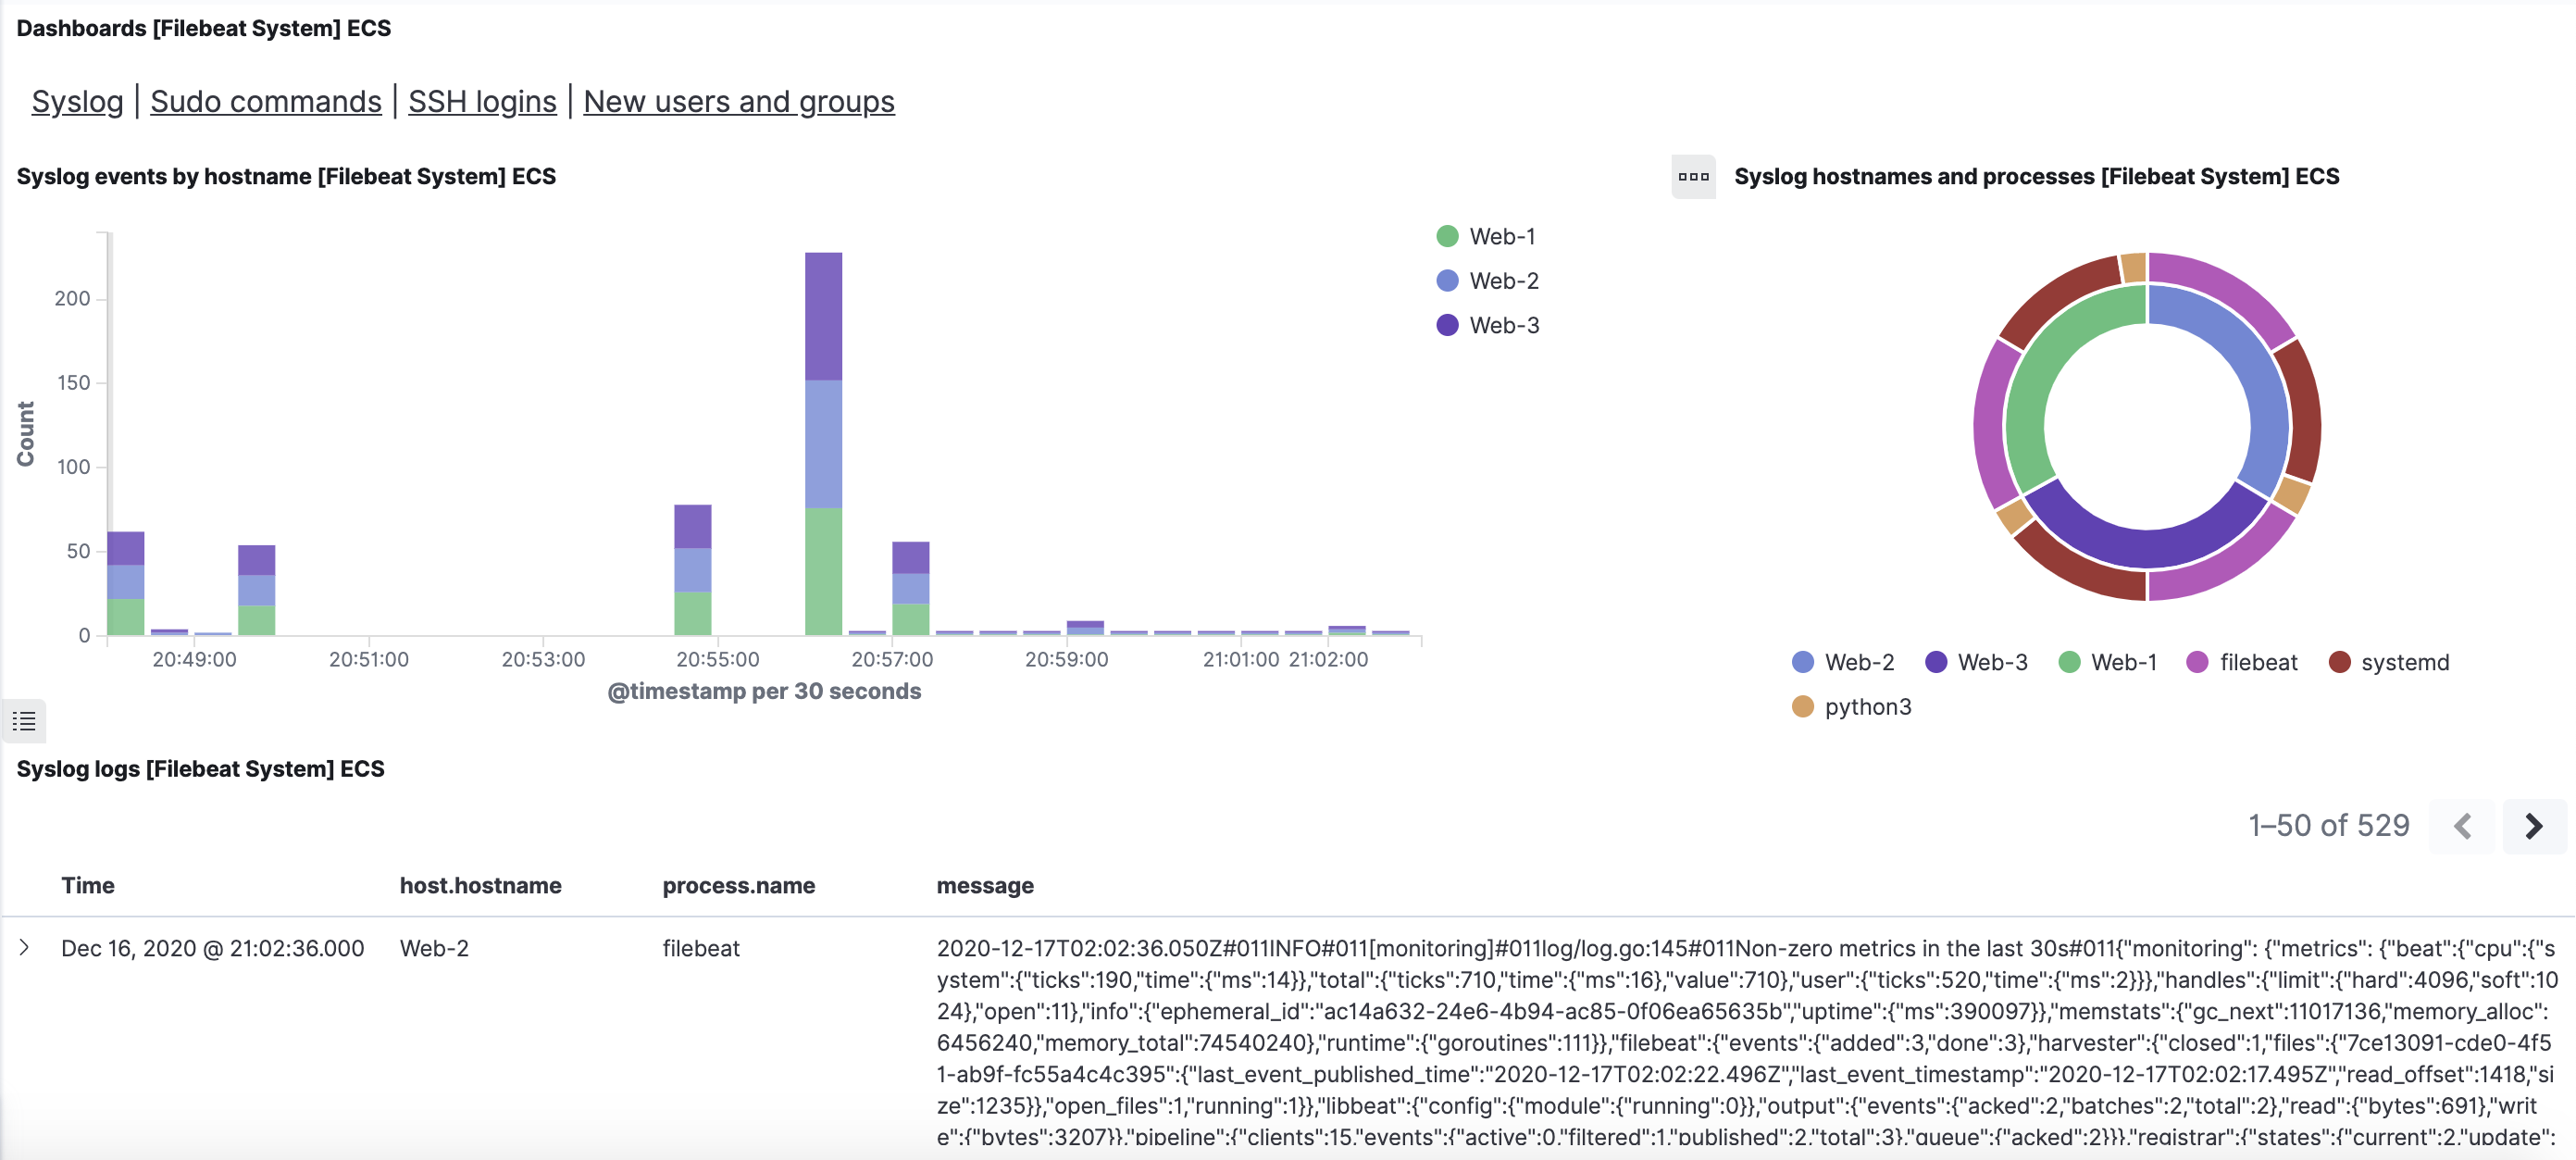 Dashboards [Filebeat System] ECS
Syslog | Sudo commands | SSH logins | New users and groups
Syslog events by hostname [Filebeat System] ECS
Count
200
150
100
50
0
20:49:00 20:51:00 20:53:00 20:55:00 20:57:00 20:59:00 21:01:00 21:02:00
@timestamp per 30 seconds
Web-1
Web-2
Web-3
Syslog hostnames and processes [Filebeat System] ECS
Web-2 Web-3 Web-1 filebeat systemd
python3
Syslog logs [Filebeat System] ECS
1–50 of 529
Time host.hostname process.name message
Dec 16, 2020 @ 21:02:36.000 Web-2 filebeat 2020-12-17T02:02:36.050Z#011INFO#011[monitoring]#011log/log.go:145#011Non-zero metrics in the last 30s#011{"monitoring": {"metrics": {"beat":{"cpu":{"s
ystem":{"ticks":190,"time":{"ms":14}},"total":{"ticks":710,"time":{"ms":16},"value":710},"user":{"ticks":520,"time":{"ms":2}}},"handles":{"limit":{"hard":4096,"soft":10
24},"open":11},"info":{"ephemeral_id":"ac14a632-24e6-4b94-ac85-0f06ea65635b""uptime":{"ms":390097}},"memstats":{"gc_next":11017136,"memory_alloc":
6456240,"memory_total":74540240},"runtime":{"goroutines":111}},"filebeat":{"events":{"added":3,"done":3},"harvester":{"closed":1,"files":{"7ce13091-cde0-4f5
1-ab9f-fc55a4c4c395":{"last_event_published_time":"2020-12-17T02:02:22.496Z","last_event_timestamp":"2020-12-17T02:02:17.495Z","read_offset":1418,"si
ze":1235}},"open_files":1,"running":1}},"libbeat":{"config":{"module":{"running":0}},"output":{"events":{"acked":2,"batches":2,"total":2},"read":{"bytes":691},"writ
e":{"bytes":3207}},"pipeline":{"clients":15,"events":{"active":0,"filtered":1,"published":2,"total":3},"queue":{"acked":2}}},"registrar":{"states":{"current":2,"update":